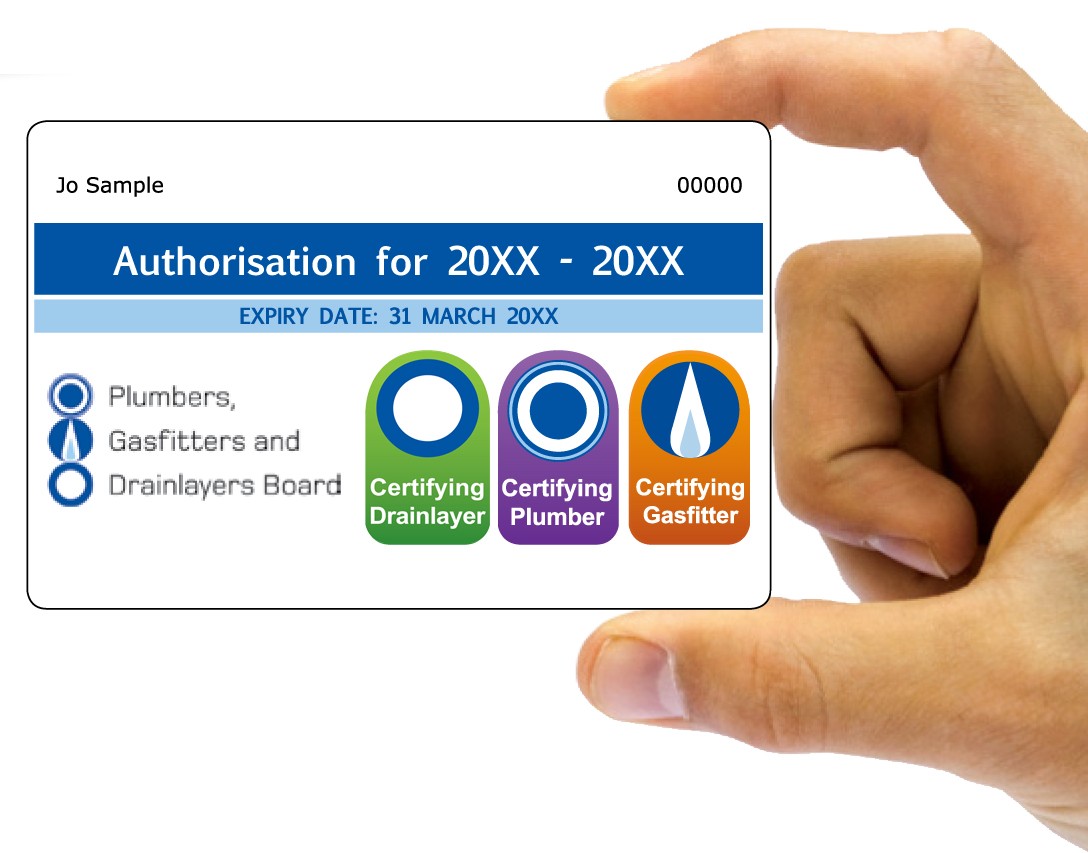 Jo Sample 00000
Authorisation for 20XX - 20XX
EXPIRY DATE: 31 MARCH 20XX
Plumbers,
Gasfitters and
Drainlayers Board
Certifying
Drainlayer
Certifying
Plumber
Certifying
Gasfitter